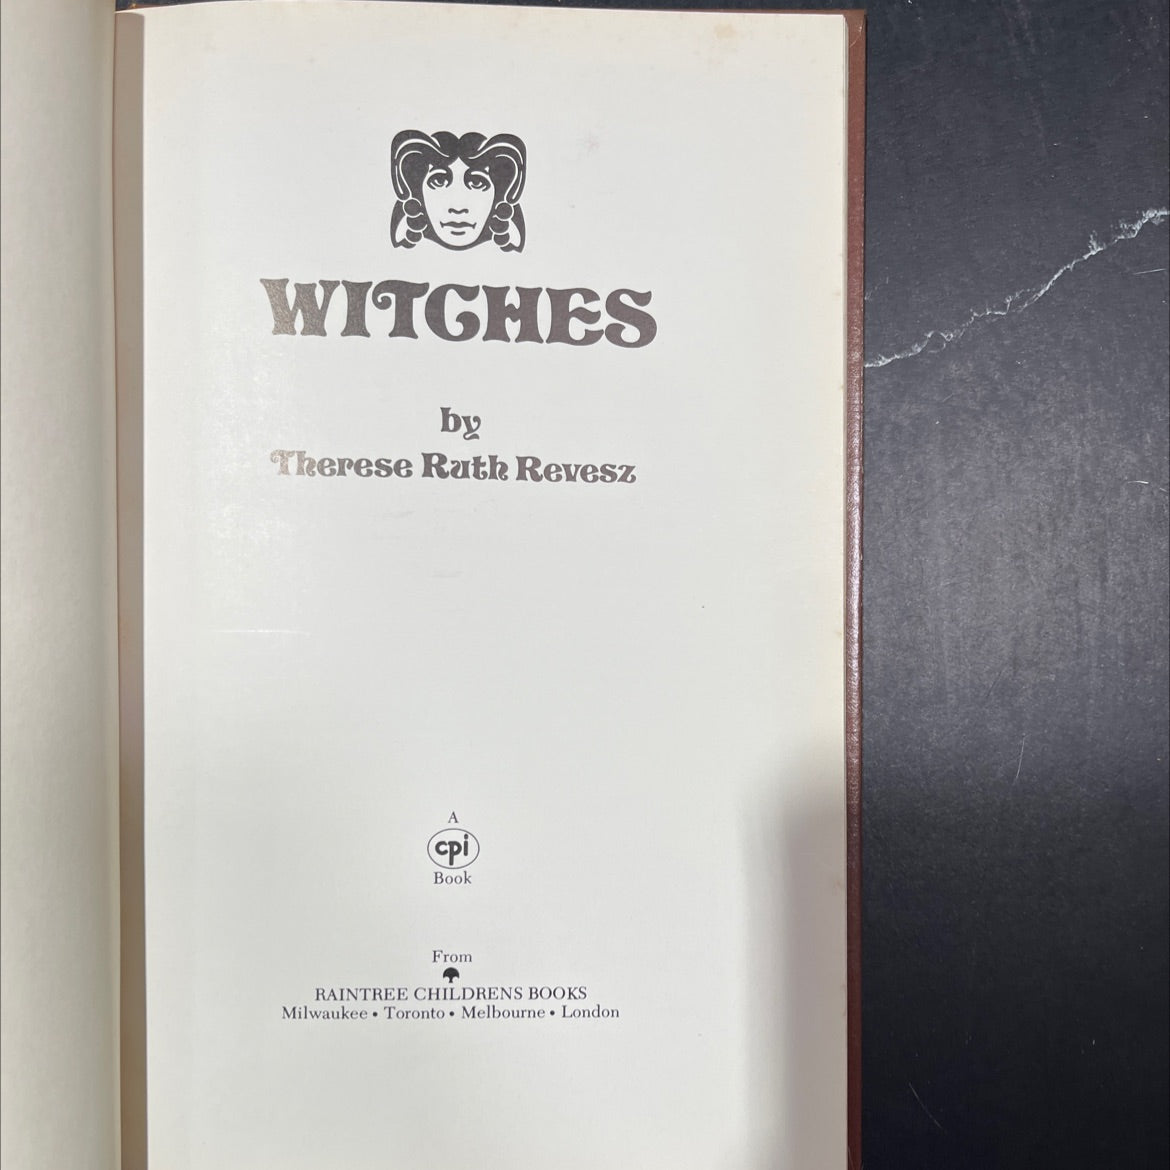 WITCHES
by
Therese Ruth Revesz
A
cpi
Book
From
RAINTREE CHILDRENS BOOKS
Milwaukee • Toronto • Melbourne • London